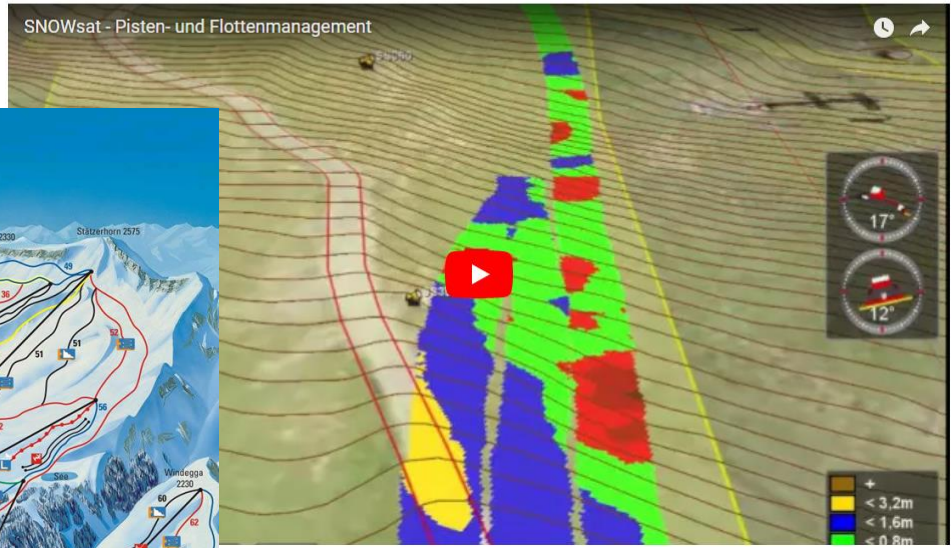 SNOWsat - Pisten- und Flottenmanagement
2330
Stätzerhorn 2575
49
36
51
51
52
56
2
See
Windegga
2230
60
62
17°
12°
+
< 3,2m
< 1,6m
< 0,8m